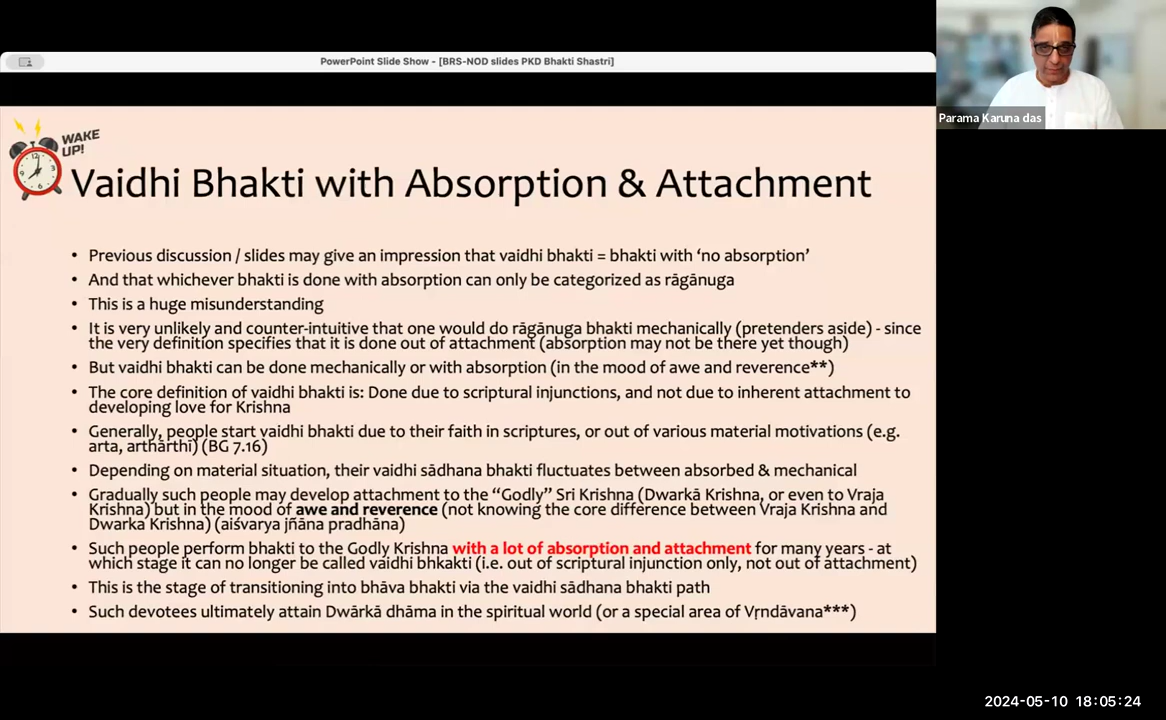 PowerPoint Slide Show - [BRS-NOD slides PKD Bhakti Shastri]
Parama Karuna das
WAKE
UP!
Vaidhi Bhakti with Absorption & Attachment
• Previous discussion / slides may give an impression that vaidhi bhakti = bhakti with ‘no absorption’
• And that whichever bhakti is done with absorption can only be categorized as rāgānuga
• This is a huge misunderstanding
• It is very unlikely and counter-intuitive that one would do rāgānuga bhakti mechanically (pretenders aside) - since
the very definition specifies that it is done out of attachment (absorption may not be there yet though)
• But vaidhi bhakti can be done mechanically or with absorption (in the mood of awe and reverence**)
• The core definition of vaidhi bhakti is: Done due to scriptural injunctions, and not due to inherent attachment to
developing love for Krishna
• Generally, people start vaidhi bhakti due to their faith in scriptures, or out of various material motivations (e.g.
arta, arthārthī) (BG 7.16)
• Depending on material situation, their vaidhi sādhana bhakti fluctuates between absorbed & mechanical
• Gradually such people may develop attachment to the “Godly” Sri Krishna (Dwarkā Krishna, or even to Vraja
Krishna) but in the mood of awe and reverence (not knowing the core difference between Vraja Krishna and
Dwarka Krishna) (aiśvarya jñāna pradhāna)
• Such people perform bhakti to the Godly Krishna with a lot of absorption and attachment for many years - at
which stage it can no longer be called vaidhi bhkakti (i.e. out of scriptural injunction only, not out of attachment)
• This is the stage of transitioning into bhāva bhakti via the vaidhi sādhana bhakti path
• Such devotees ultimately attain Dwārkā dhāma in the spiritual world (or a special area of Vṛndāvana***)
2024-05-10 18:05:24